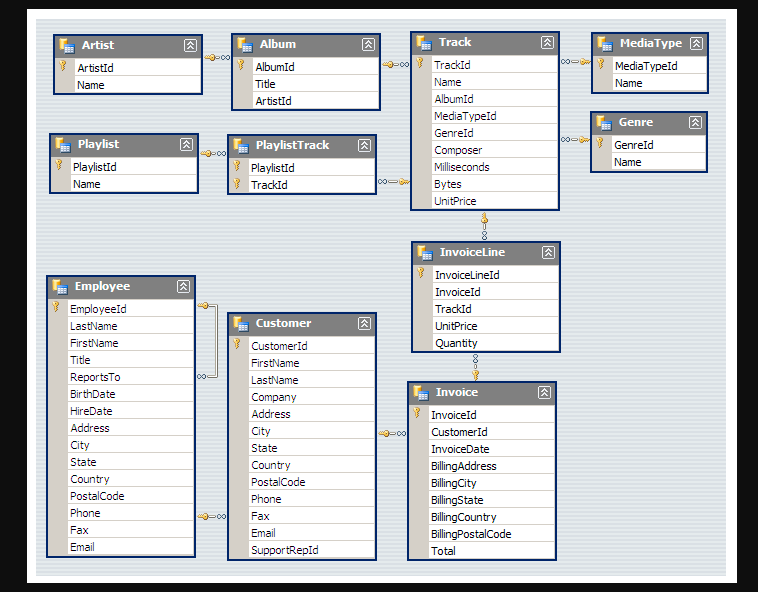 Artist
ArtistId
Name
Album
AlbumId
Title
ArtistId
Track
TrackId
Name
AlbumId
MediaTypeId
GenreId
Composer
Milliseconds
Bytes
UnitPrice
MediaType
MediaTypeId
Name
Genre
GenreId
Name
Playlist
PlaylistId
Name
PlaylistTrack
PlaylistId
TrackId
InvoiceLine
InvoiceLineId
InvoiceId
TrackId
UnitPrice
Quantity
Employee
EmployeeId
LastName
FirstName
Title
ReportsTo
BirthDate
HireDate
Address
City
State
Country
PostalCode
Phone
Fax
Email
Customer
CustomerId
FirstName
LastName
Company
Address
City
State
Country
PostalCode
Phone
Fax
Email
SupportRepId
Invoice
InvoiceId
CustomerId
InvoiceDate
BillingAddress
BillingCity
BillingState
BillingCountry
BillingPostalCode
Total